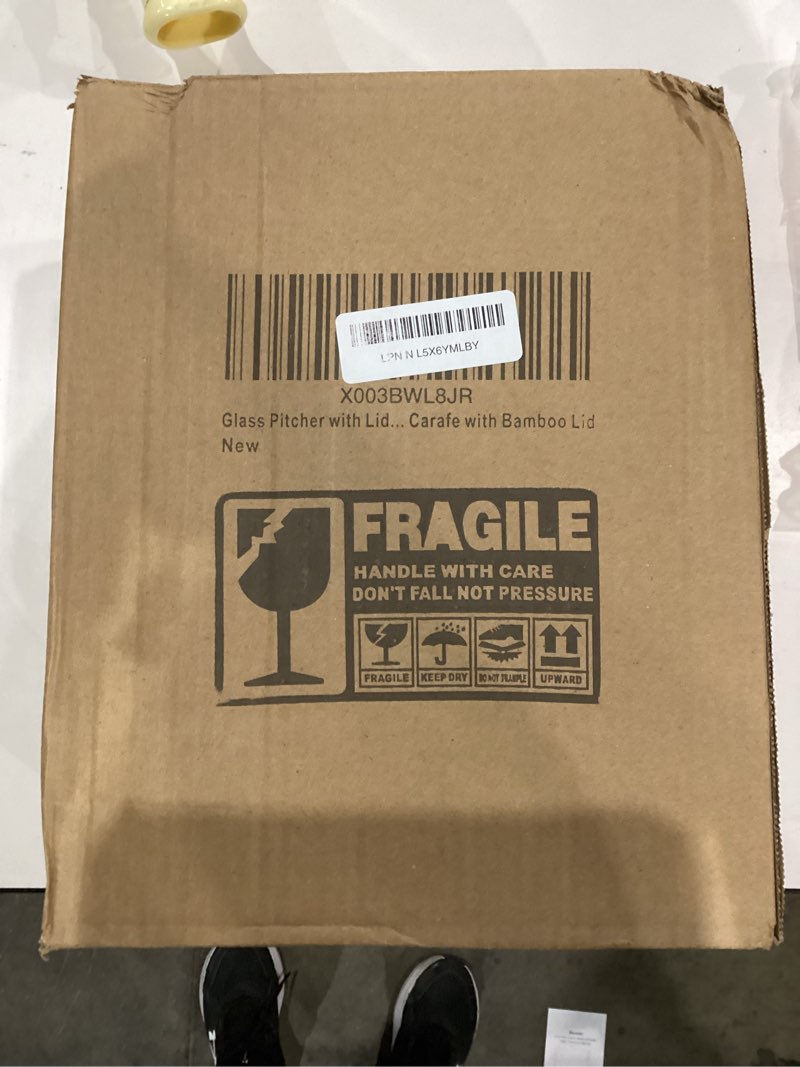 L5X6YMLBY
X003BWL8JR
Glass Pitcher with Lid... Carafe with Bamboo Lid
New
FRAGILE
HANDLE WITH CARE
DON'T FALL NOT PRESSURE
FRAGILE
KEEP DRY
DO NOT TRAMPLE
UPWARD